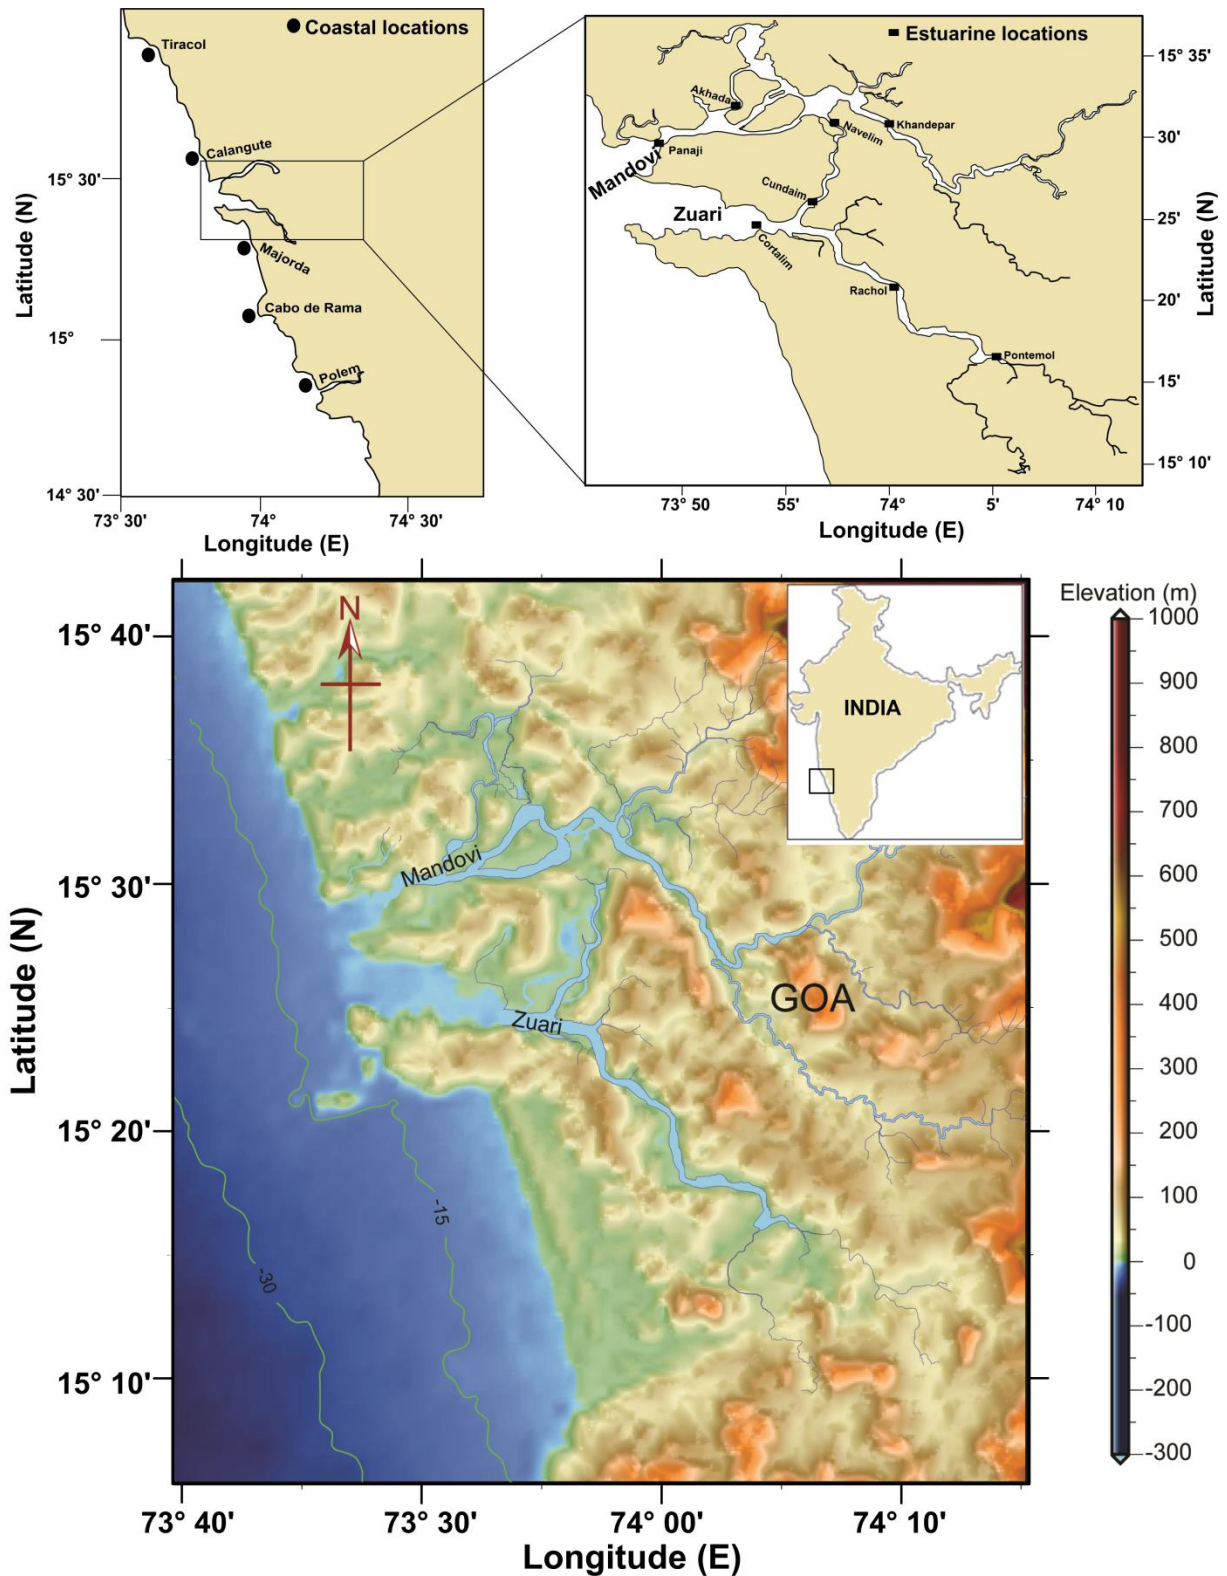 Coastal locations
Tiracol
Calangute
Majorda
Cabo de Rama
Polem
15° 30'
15°
14° 30'
Latitude (N)
73° 30'
74°
74° 30'
Longitude (E)
Estuarine locations
Akhada
Navelim
Khandepar
Panaji
Mandovi
Cundaim
Zuari
Cortalim
Rachol
Pontemol
15° 35'
30'
25'
20'
15'
15° 10'
Latitude (N)
73° 50
55'
74°
5'
74° 10
Longitude (E)
N
INDIA
Mandovi
Zuari
GOA
-15
-30
15° 40'
15° 30'
15° 20'
15° 10'
Latitude (N)
73° 40'
73° 30'
74° 00'
74° 10'
Longitude (E)
Elevation (m)
1000
900
800
700
600
500
400
300
200
100
0
-100
-200
-300